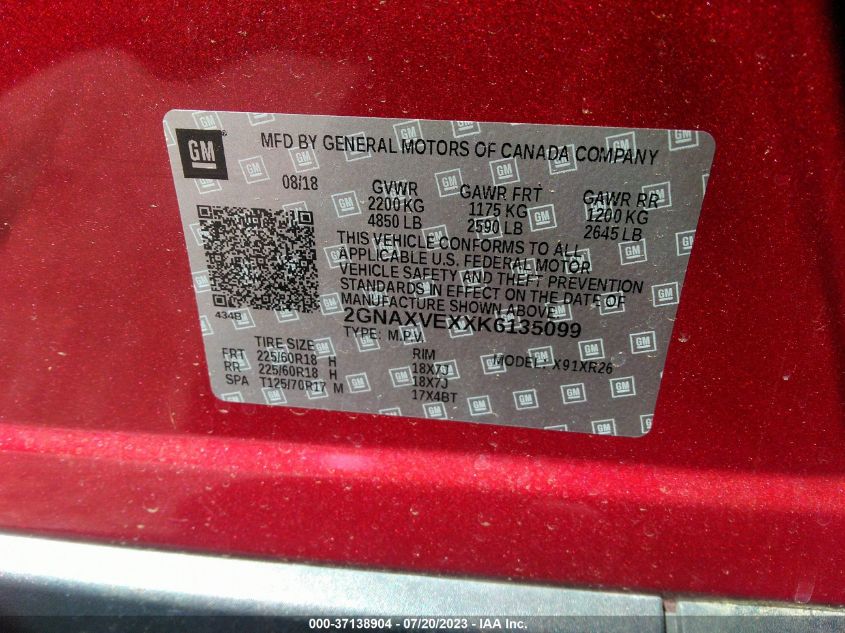 GM
MFD BY GENERAL MOTORS OF CANADA COMPANY
08/18 GVWR GAWR FRT GAWR RR
2200 KG 1175 KG 1200 KG
4850 LB 2590 LB 2645 LB
THIS VEHICLE CONFORMS TO ALL
APPLICABLE U.S. FEDERAL MOTOR
VEHICLE SAFETY AND THEFT PREVENTION
STANDARDS IN EFFECT ON THE DATE OF
MANUFACTURE SHOWN ABOVE.
434B 2GNAXVEXXK6135099
TYPE: M.P.V. MODEL: X91XR26
TIRE SIZE RIM
FRT 225/60R18 H 18X7J
RR 225/60R18 H 18X7J
SPA T125/70R17 M 17X4BT
000-37138904 - 07/20/2023 - IAA Inc.